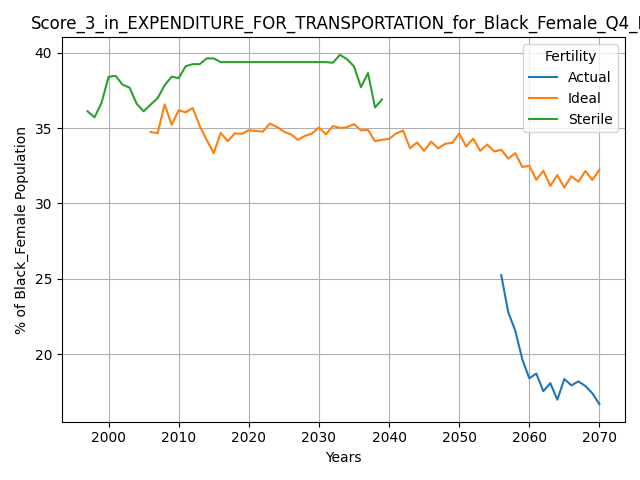 Score_3_in_EXPENDITURE_FOR_TRANSPORTATION_for_Black_Female_Q4_
Fertility
Actual
Ideal
Sterile
% of Black_Female Population
40
35
30
25
20
2000
2010
2020
2030
2040
2050
2060
2070
Years